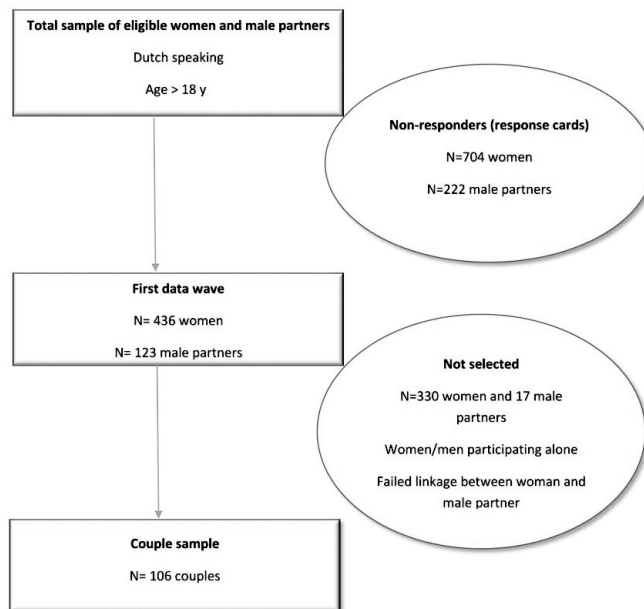 Total sample of eligible women and male partners
Dutch speaking
Age > 18 y
Non-responders (response cards)
N=704 women
N=222 male partners
First data wave
N= 436 women
N= 123 male partners
Not selected
N=330 women and 17 male
partners
Women/men participating alone
Failed linkage between woman and
male partner
Couple sample
N= 106 couples